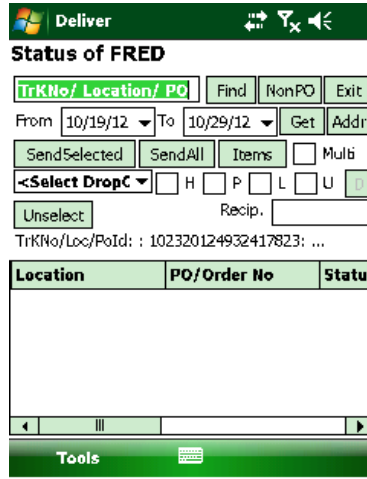 Deliver
Status of FRED
TrKNo/ Location/ PO Find NonPO Exit
From 10/19/12 To 10/29/12 Get Addr
SendSelected SendAll Items Multi
<Select DropC H P L U D
Unselect Recip.
TrKNo/Loc/PoId: : 102320124932417823: ...
Location PO/Order No Statu
Tools